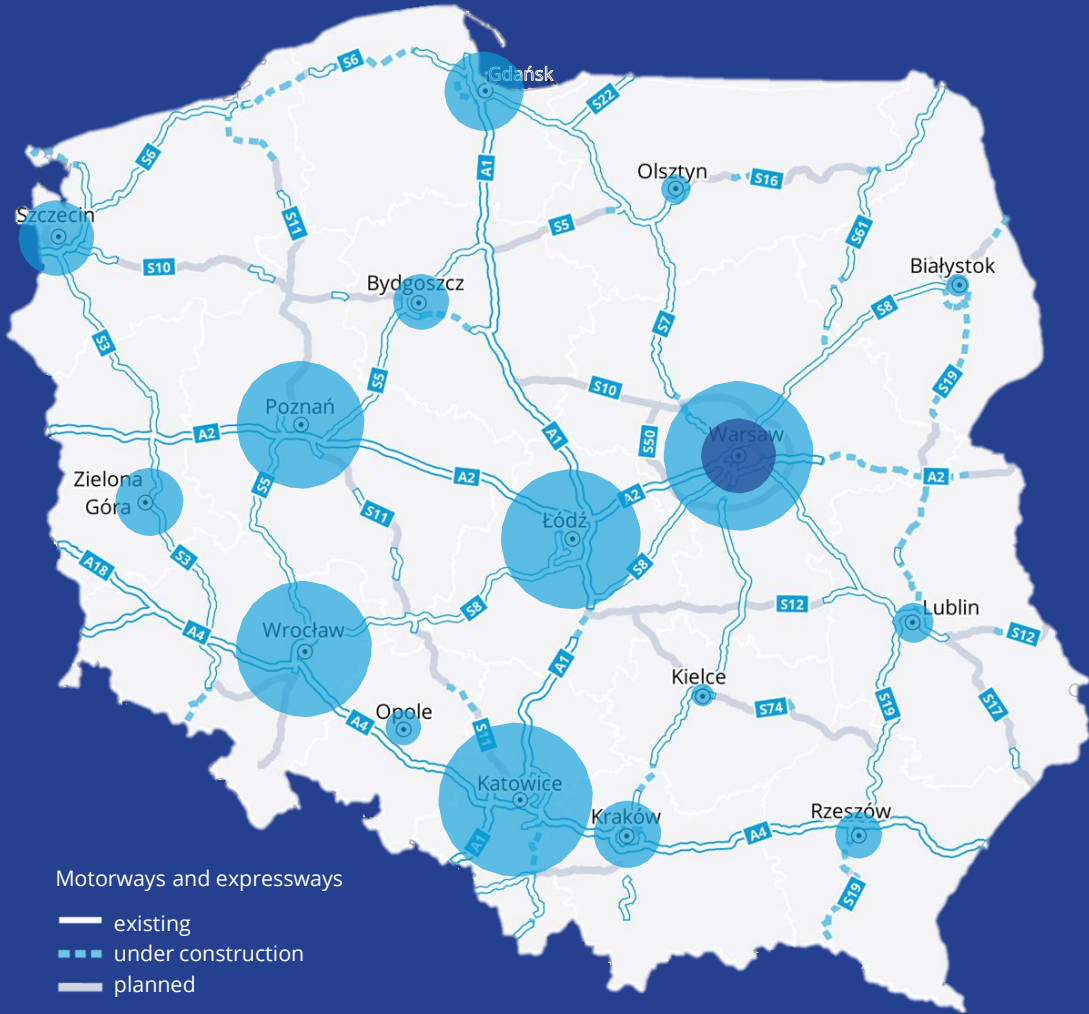 S6
Gdańsk
S22
A1
S6
Olsztyn
S16
S11
Szczecin
S5
S61
S10
Białystok
Bydgoszcz
S8
S7
S3
S5
S10
S19
Poznań
A2
A1
S50
Warsaw
A2
A2
Zielona
Góra
S5
A2
S11
Łódź
S3
A18
S8
S8
S12
Lublin
A4
Wrocław
S12
A1
Kielce
S74
S19
S17
Opole
A4
S11
Katowice
Kraków
Rzeszów
A4
A1
S19
Motorways and expressways
existing
under construction
planned